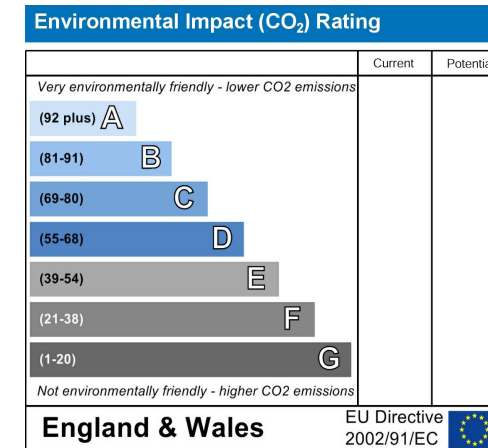 Environmental Impact (CO₂) Rating
Current
Very environmentally friendly - lower CO2 emissions
(92 plus) A
(81-91) B
(69-80) C
(55-68) D
(39-54) E
(21-38) F
(1-20) G
Not environmentally friendly - higher CO2 emissions
England & Wales
EU Directive
2002/91/EC